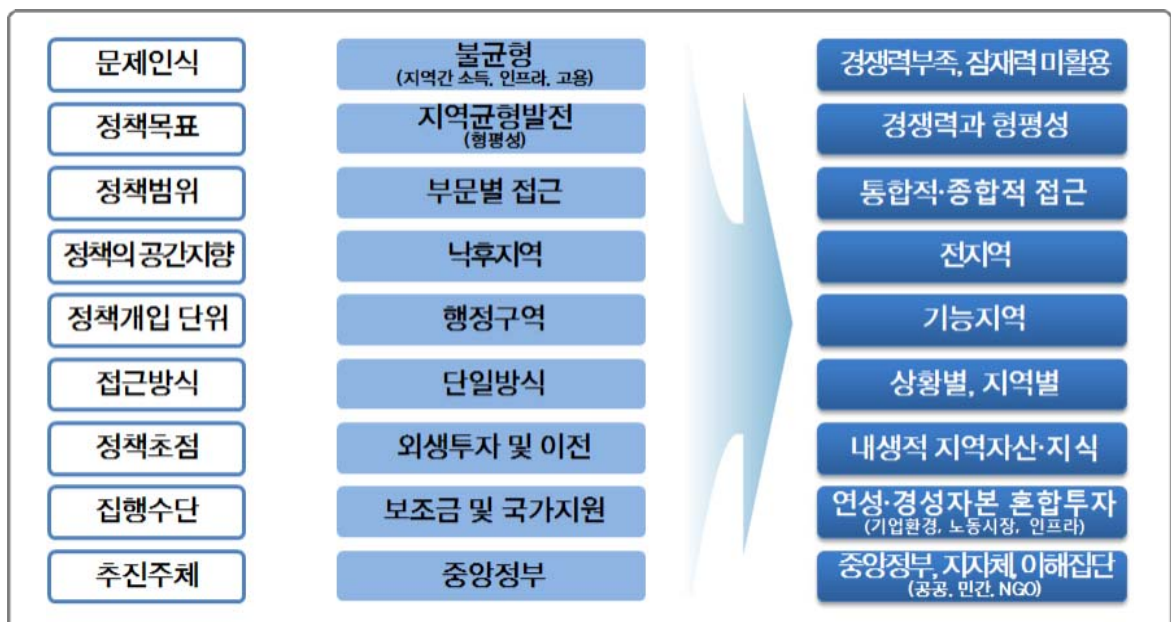 문제인식
불균형
(지역간 소득, 인프라, 고용)
경쟁력부족, 잠재력 미활용
정책목표
지역균형발전
(형평성)
경쟁력과 형평성
정책범위
부문별 접근
통합적·종합적 접근
정책의 공간지향
낙후지역
전지역
정책개입 단위
행정구역
기능지역
접근방식
단일방식
상황별, 지역별
정책초점
외생투자 및 이전
내생적 지역자산·지식
집행수단
보조금 및 국가지원
연성·경성자본 혼합투자
(기업환경, 노동시장, 인프라)
추진주체
중앙정부
중앙정부, 지자체, 이해집단
(공공, 민간, NGO)